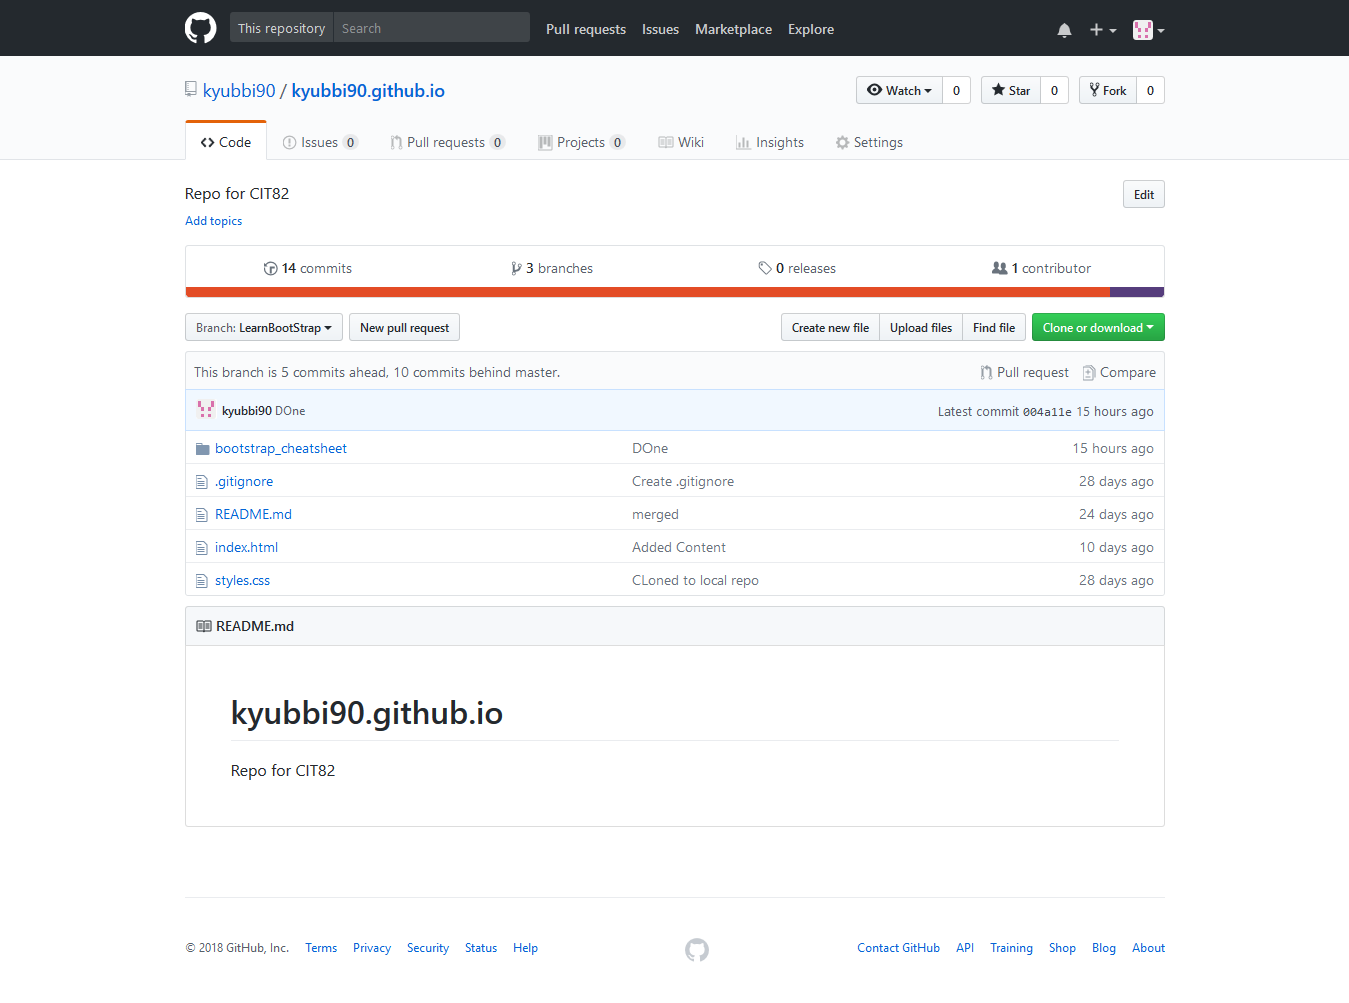 This repository Search Pull requests Issues Marketplace Explore
kyubbi90 / kyubbi90.github.io Watch 0 Star 0 Fork 0
Code Issues 0 Pull requests 0 Projects 0 Wiki Insights Settings
Repo for CIT82 Edit
Add topics
14 commits 3 branches 0 releases 1 contributor
Branch: LearnBootStrap New pull request Create new file Upload files Find file Clone or download
This branch is 5 commits ahead, 10 commits behind master. Pull request Compare
kyubbi90 DOne Latest commit 004a11e 15 hours ago
bootstrap_cheatsheet DOne 15 hours ago
.gitignore Create .gitignore 28 days ago
README.md merged 24 days ago
index.html Added Content 10 days ago
styles.css CLoned to local repo 28 days ago
README.md
kyubbi90.github.io
Repo for CIT82
© 2018 GitHub, Inc. Terms Privacy Security Status Help Contact GitHub API Training Shop Blog About